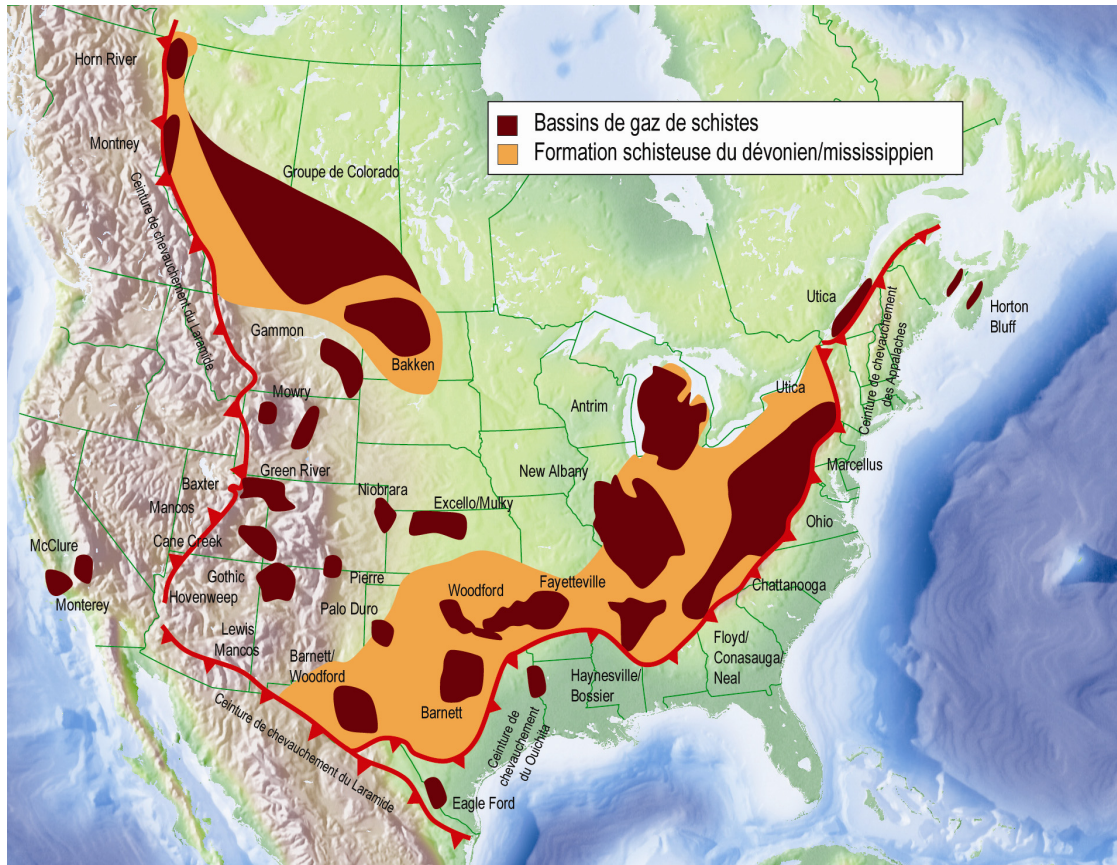 Bassins de gaz de schistes
Formation schisteuse du dévonien/mississippien
Horn River
Montney
Groupe de Colorado
Ceinture de chevauchement du Laramide
Gammon
Bakken
Mowry
Green River
Baxter
Mancos
Niobrara
Excello/Mulky
Cane Creek
McClure
Monterey
Gothic
Hovenweep
Pierre
Lewis
Mancos
Palo Duro
Woodford
Fayetteville
Barnett/
Woodford
Barnett
Antrim
New Albany
Utica
Utica
Horton
Bluff
Ceinture de chevauchement
des Appalaches
Marcellus
Ohio
Chattanooga
Floyd/
Conasauga/
Neal
Haynesville/
Bossier
Ceinture de
chevauchement
du Ouichita
Ceinture de chevauchement du Laramide
Eagle Ford